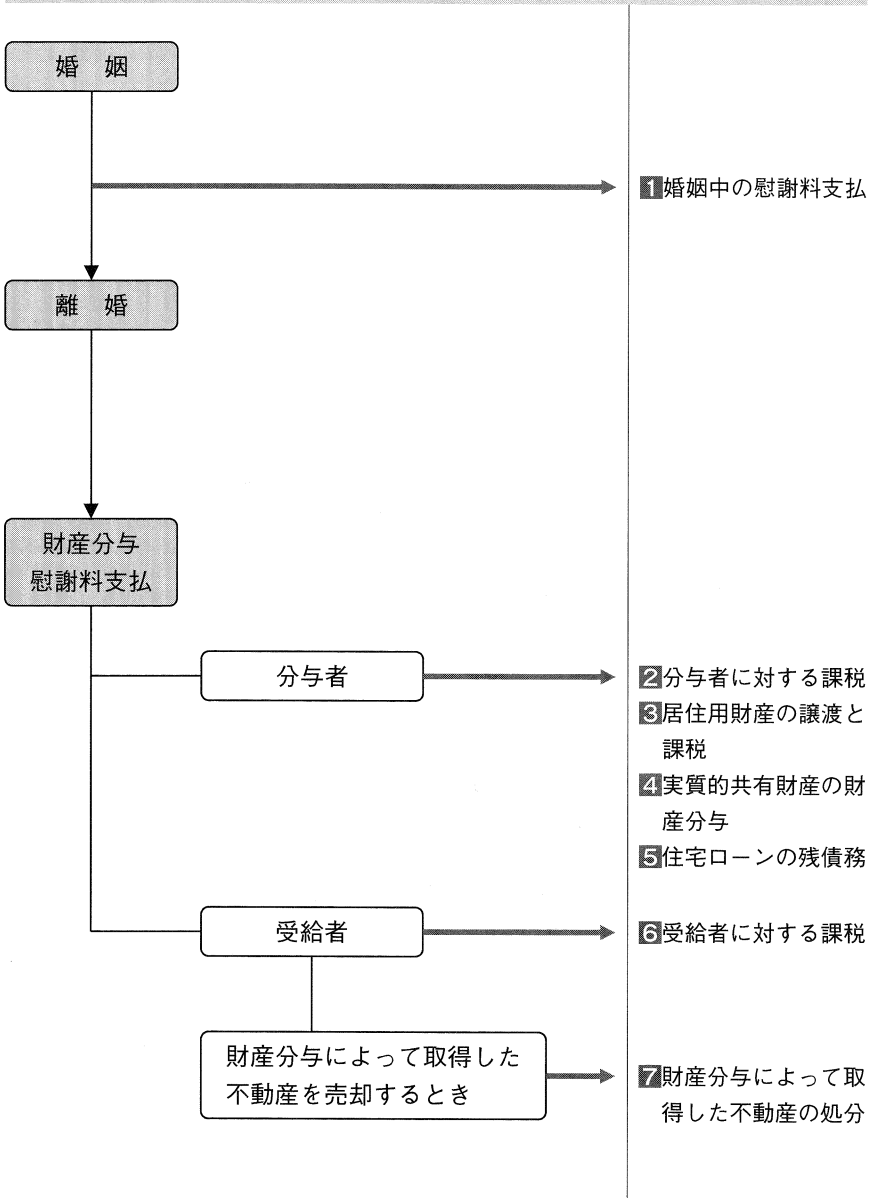 婚　姻
1 婚姻中の慰謝料支払
離　婚
財産分与
慰謝料支払
分与者
2 分与者に対する課税
3 居住用財産の譲渡と
課税
4 実質的共有財産の財
産分与
5 住宅ローンの残債務
受給者
6 受給者に対する課税
財産分与によって取得した
不動産を売却するとき
7 財産分与によって取
得した不動産の処分